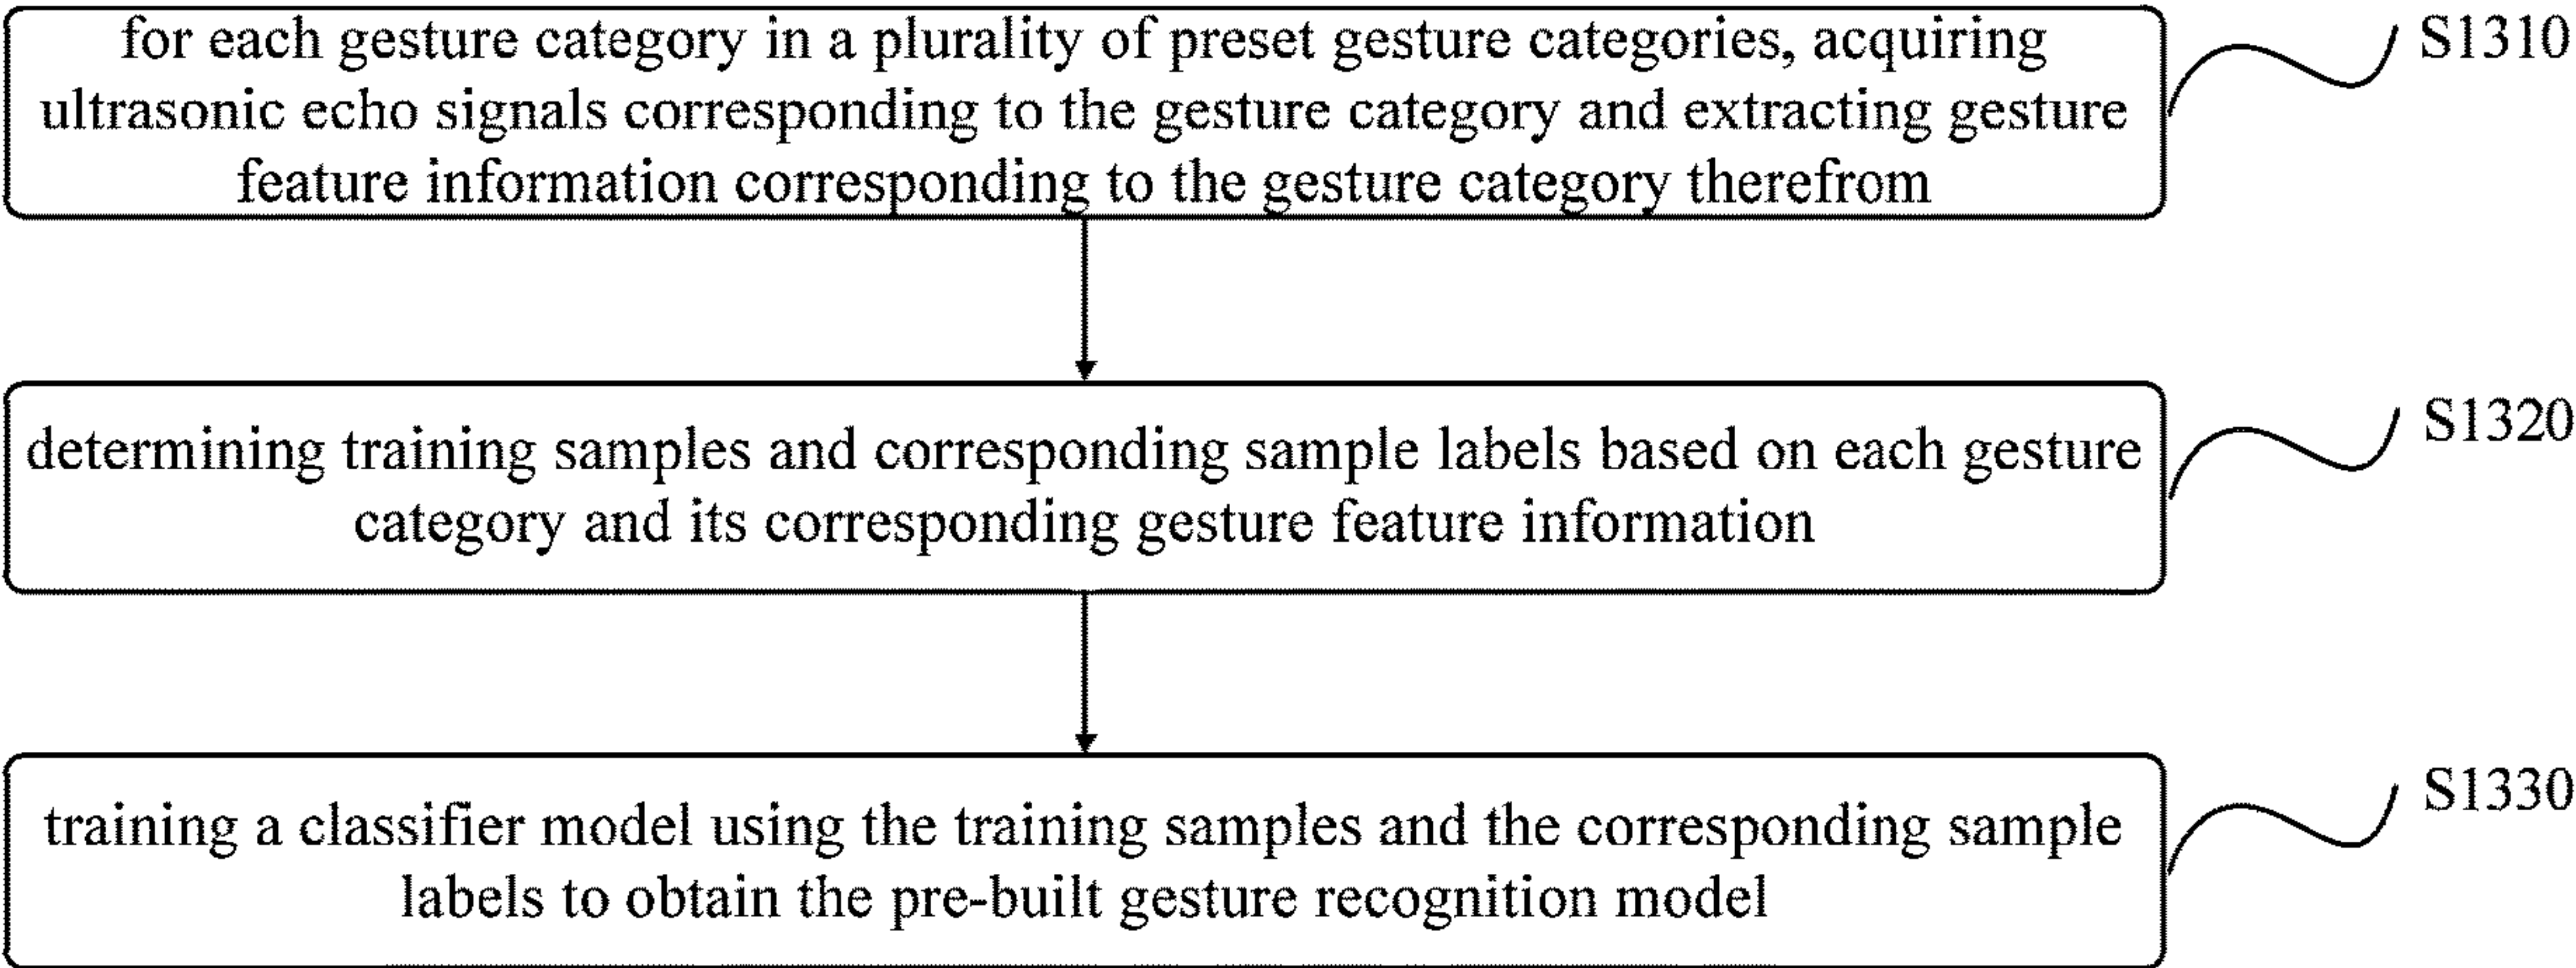 for each gesture category in a plurality of preset gesture categories, acquiring
ultrasonic echo signals corresponding to the gesture category and extracting gesture
feature information corresponding to the gesture category therefrom
S1310
determining training samples and corresponding sample labels based on each gesture
category and its corresponding gesture feature information
S1320
training a classifier model using the training samples and the corresponding sample
labels to obtain the pre-built gesture recognition model
S1330